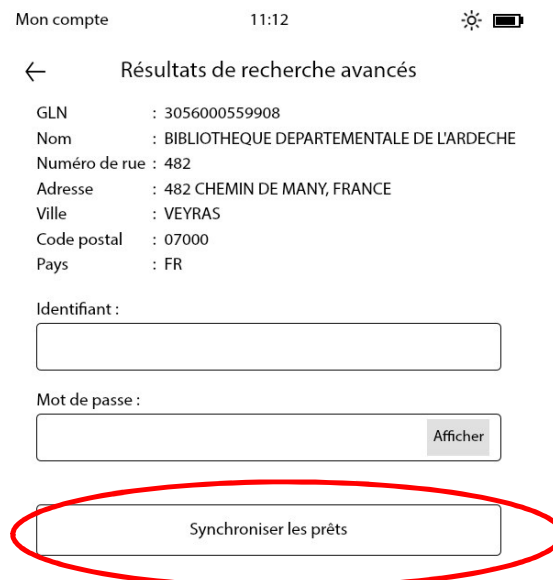 Mon compte 11:12
Résultats de recherche avancés
GLN : 3056000559908
Nom : BIBLIOTHEQUE DEPARTEMENTALE DE L'ARDECHE
Numéro de rue : 482
Adresse : 482 CHEMIN DE MANY, FRANCE
Ville : VEYRAS
Code postal : 07000
Pays : FR
Identifiant :
Mot de passe :
Afficher
Synchroniser les prêts